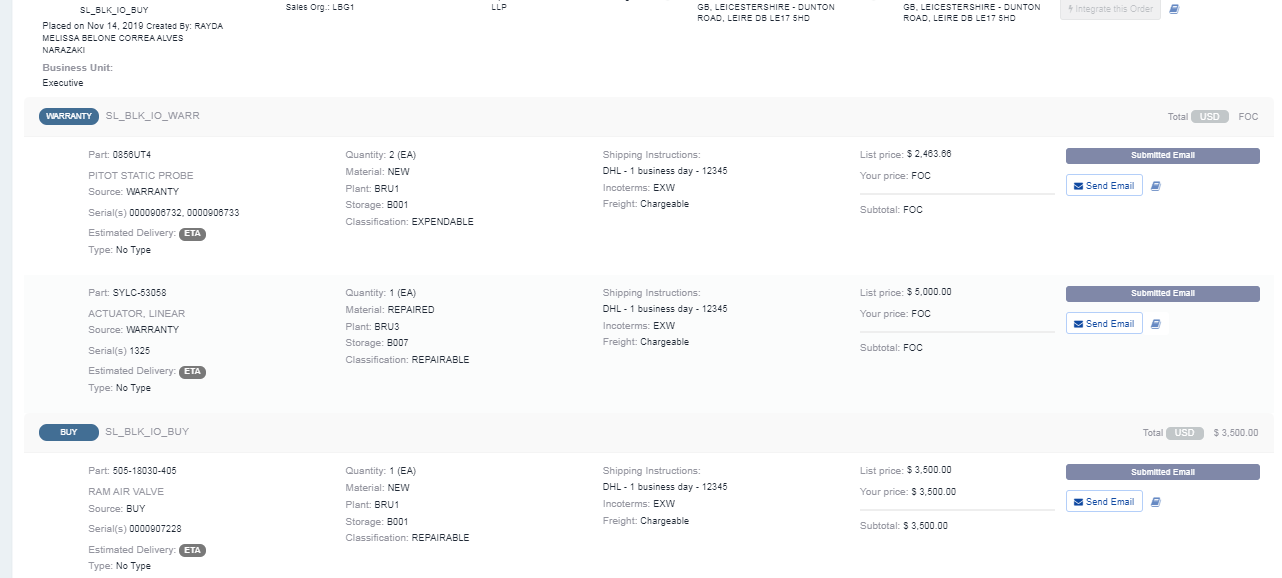 SL_BLK_IO_BUY
Sales Org.: LBG1
LLP
GB, LEICESTERSHIRE - DUNTON
ROAD, LEIRE DB LE17 5HD
GB, LEICESTERSHIRE - DUNTON
ROAD, LEIRE DB LE17 5HD
Integrate this Order
Placed on Nov 14, 2019 Created By: RAYDA
MELISSA BELONE CORREA ALVES
NARAZAKI
Business Unit:
Executive
WARRANTY SL_BLK_IO_WARR
Total USD FOC
Part: 0856UT4
PITOT STATIC PROBE
Source: WARRANTY
Serial(s) 0000906732, 0000906733
Estimated Delivery: ETA
Type: No Type
Quantity: 2 (EA)
Material: NEW
Plant: BRU1
Storage: B001
Classification: EXPENDABLE
Shipping Instructions:
DHL - 1 business day - 12345
Incoterms: EXW
Freight: Chargeable
List price: $ 2,463.66
Your price: FOC
Subtotal: FOC
Submitted Email
Send Email
Part: SYLC-53058
ACTUATOR, LINEAR
Source: WARRANTY
Serial(s) 1325
Estimated Delivery: ETA
Type: No Type
Quantity: 1 (EA)
Material: REPAIRED
Plant: BRU3
Storage: B007
Classification: REPAIRABLE
Shipping Instructions:
DHL - 1 business day - 12345
Incoterms: EXW
Freight: Chargeable
List price: $ 5,000.00
Your price: FOC
Subtotal: FOC
Submitted Email
Send Email
BUY SL_BLK_IO_BUY
Total USD $ 3,500.00
Part: 505-18030-405
RAM AIR VALVE
Source: BUY
Serial(s) 0000907228
Estimated Delivery: ETA
Type: No Type
Quantity: 1 (EA)
Material: NEW
Plant: BRU1
Storage: B001
Classification: REPAIRABLE
Shipping Instructions:
DHL - 1 business day - 12345
Incoterms: EXW
Freight: Chargeable
List price: $ 3,500.00
Your price: $ 3,500.00
Subtotal: $ 3,500.00
Submitted Email
Send Email